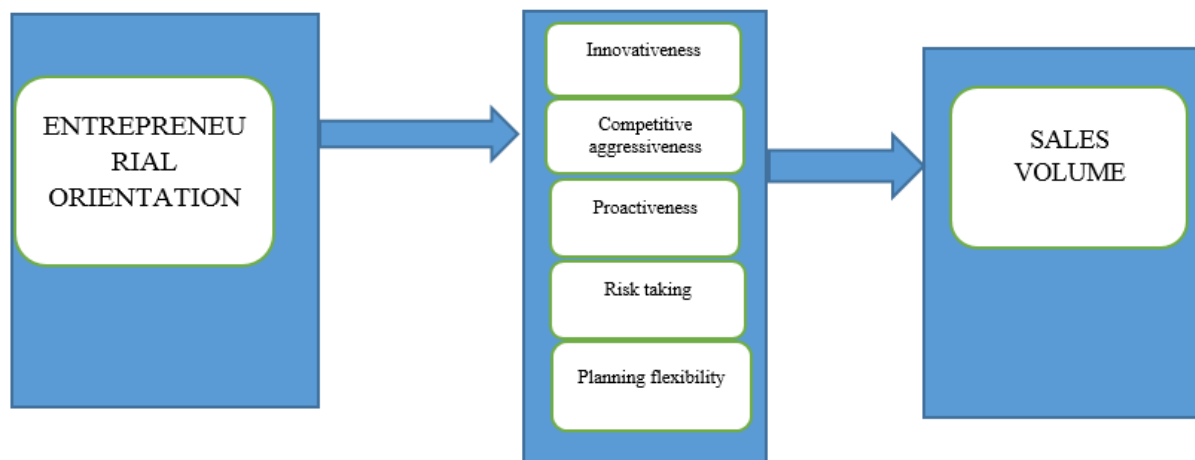 ENTREPRENEU
RIAL
ORIENTATION
Innovativeness
Competitive
aggressiveness
Proactiveness
Risk taking
Planning flexibility
SALES
VOLUME